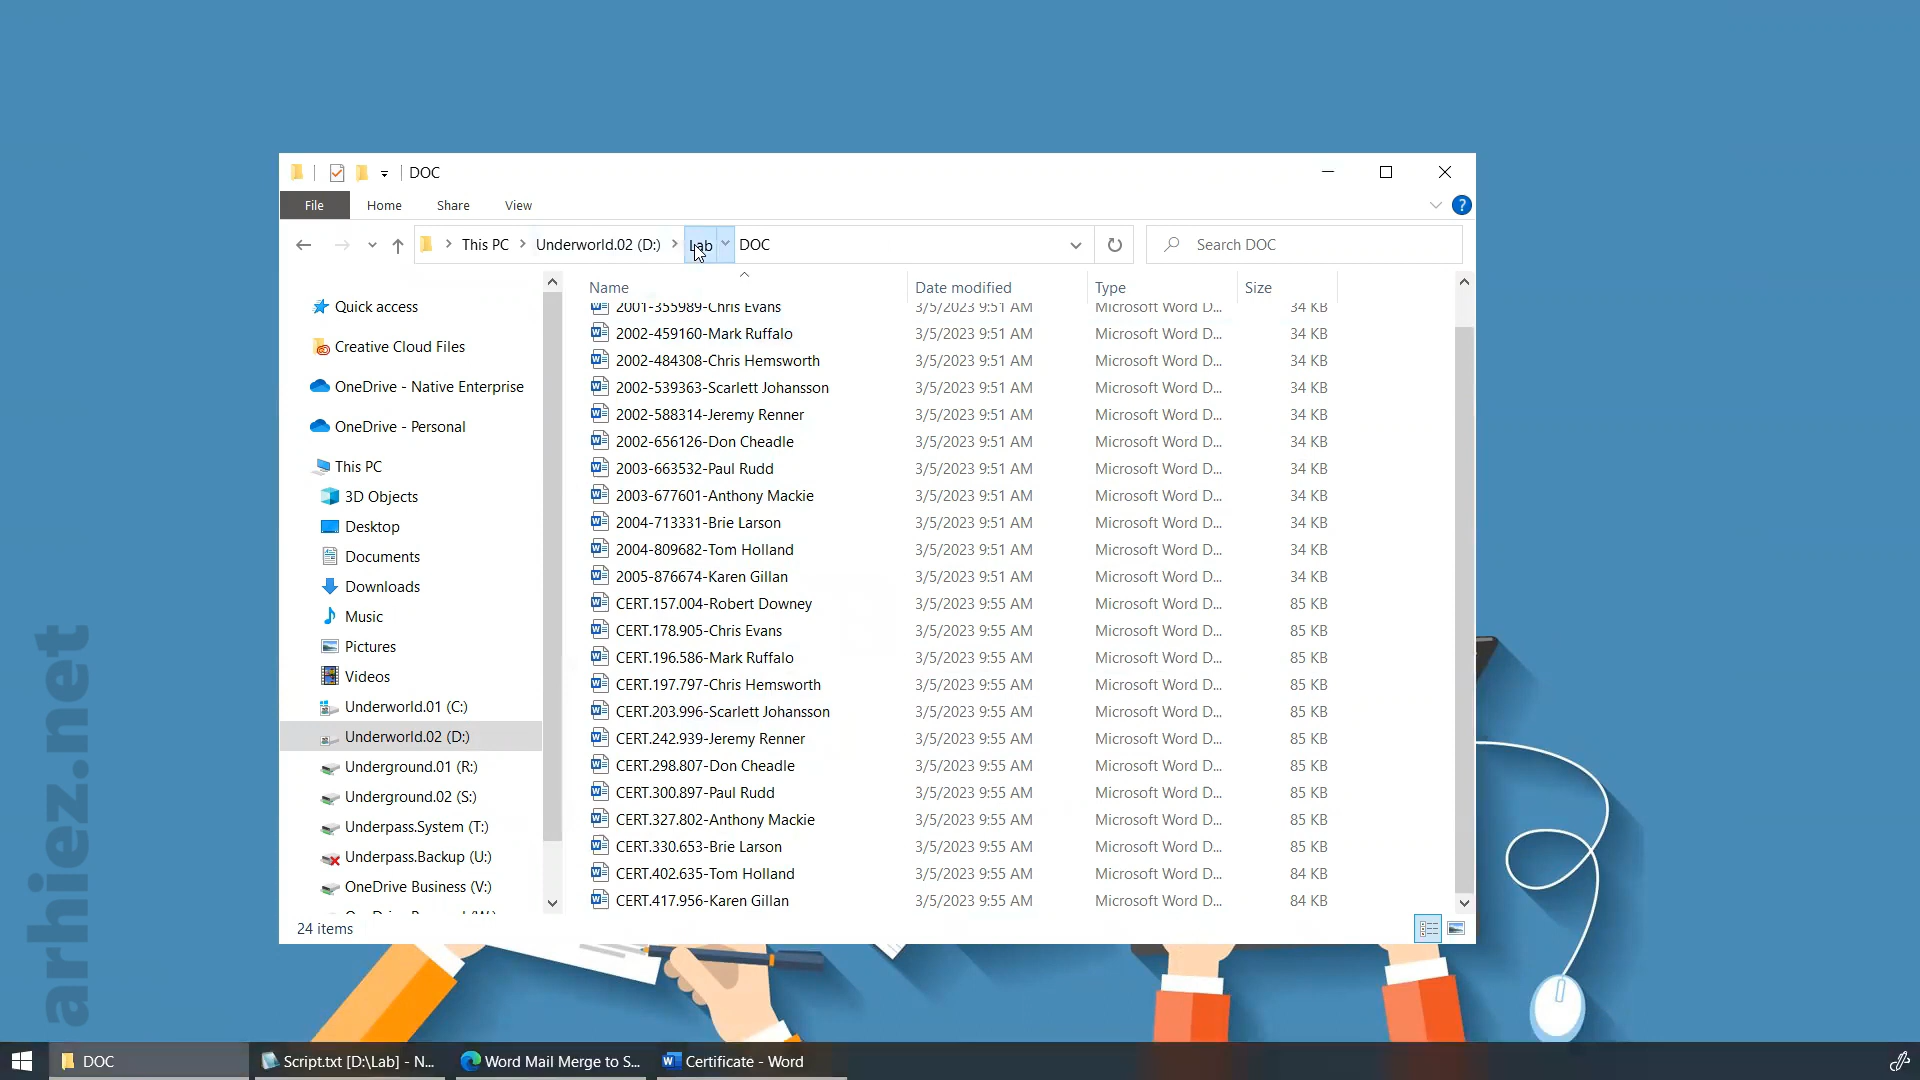 DOC
File Home Share View
This PC Underworld.02 (D:) Lab DOC
Search DOC
Name Date modified Type Size
Quick access
Creative Cloud Files
OneDrive - Native Enterprise
OneDrive - Personal
This PC
3D Objects
Desktop
Documents
Downloads
Music
Pictures
Videos
Underworld.01 (C:)
Underworld.02 (D:)
Underground.01 (R:)
Underground.02 (S:)
Underpass.System (T:)
Underpass.Backup (U:)
OneDrive Business (V:)
2001-355989-Chris Evans 3/5/2023 9:51 AM Microsoft Word D... 34 KB
2002-459160-Mark Ruffalo 3/5/2023 9:51 AM Microsoft Word D... 34 KB
2002-484308-Chris Hemsworth 3/5/2023 9:51 AM Microsoft Word D... 34 KB
2002-539363-Scarlett Johansson 3/5/2023 9:51 AM Microsoft Word D... 34 KB
2002-588314-Jeremy Renner 3/5/2023 9:51 AM Microsoft Word D... 34 KB
2002-656126-Don Cheadle 3/5/2023 9:51 AM Microsoft Word D... 34 KB
2003-663532-Paul Rudd 3/5/2023 9:51 AM Microsoft Word D... 34 KB
2003-677601-Anthony Mackie 3/5/2023 9:51 AM Microsoft Word D... 34 KB
2004-713331-Brie Larson 3/5/2023 9:51 AM Microsoft Word D... 34 KB
2004-809682-Tom Holland 3/5/2023 9:51 AM Microsoft Word D... 34 KB
2005-876674-Karen Gillan 3/5/2023 9:51 AM Microsoft Word D... 34 KB
CERT.157.004-Robert Downey 3/5/2023 9:55 AM Microsoft Word D... 85 KB
CERT.178.905-Chris Evans 3/5/2023 9:55 AM Microsoft Word D... 85 KB
CERT.196.586-Mark Ruffalo 3/5/2023 9:55 AM Microsoft Word D... 85 KB
CERT.197.797-Chris Hemsworth 3/5/2023 9:55 AM Microsoft Word D... 85 KB
CERT.203.996-Scarlett Johansson 3/5/2023 9:55 AM Microsoft Word D... 85 KB
CERT.242.939-Jeremy Renner 3/5/2023 9:55 AM Microsoft Word D... 85 KB
CERT.298.807-Don Cheadle 3/5/2023 9:55 AM Microsoft Word D... 85 KB
CERT.300.897-Paul Rudd 3/5/2023 9:55 AM Microsoft Word D... 85 KB
CERT.327.802-Anthony Mackie 3/5/2023 9:55 AM Microsoft Word D... 85 KB
CERT.330.653-Brie Larson 3/5/2023 9:55 AM Microsoft Word D... 85 KB
CERT.402.635-Tom Holland 3/5/2023 9:55 AM Microsoft Word D... 84 KB
CERT.417.956-Karen Gillan 3/5/2023 9:55 AM Microsoft Word D... 84 KB
24 items
arhiez.net
DOC Script.txt [D:\Lab] - N... Word Mail Merge to S... Certificate - Word